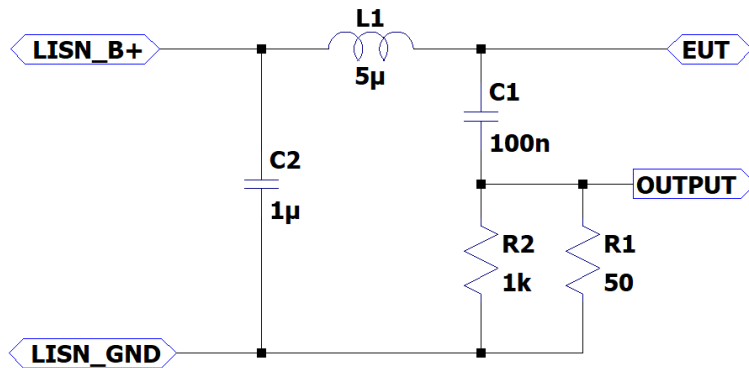 L1
LISN_B+
EUT
5µ
C1
100n
C2
1µ
OUTPUT
R2
1k
R1
50
LISN_GND